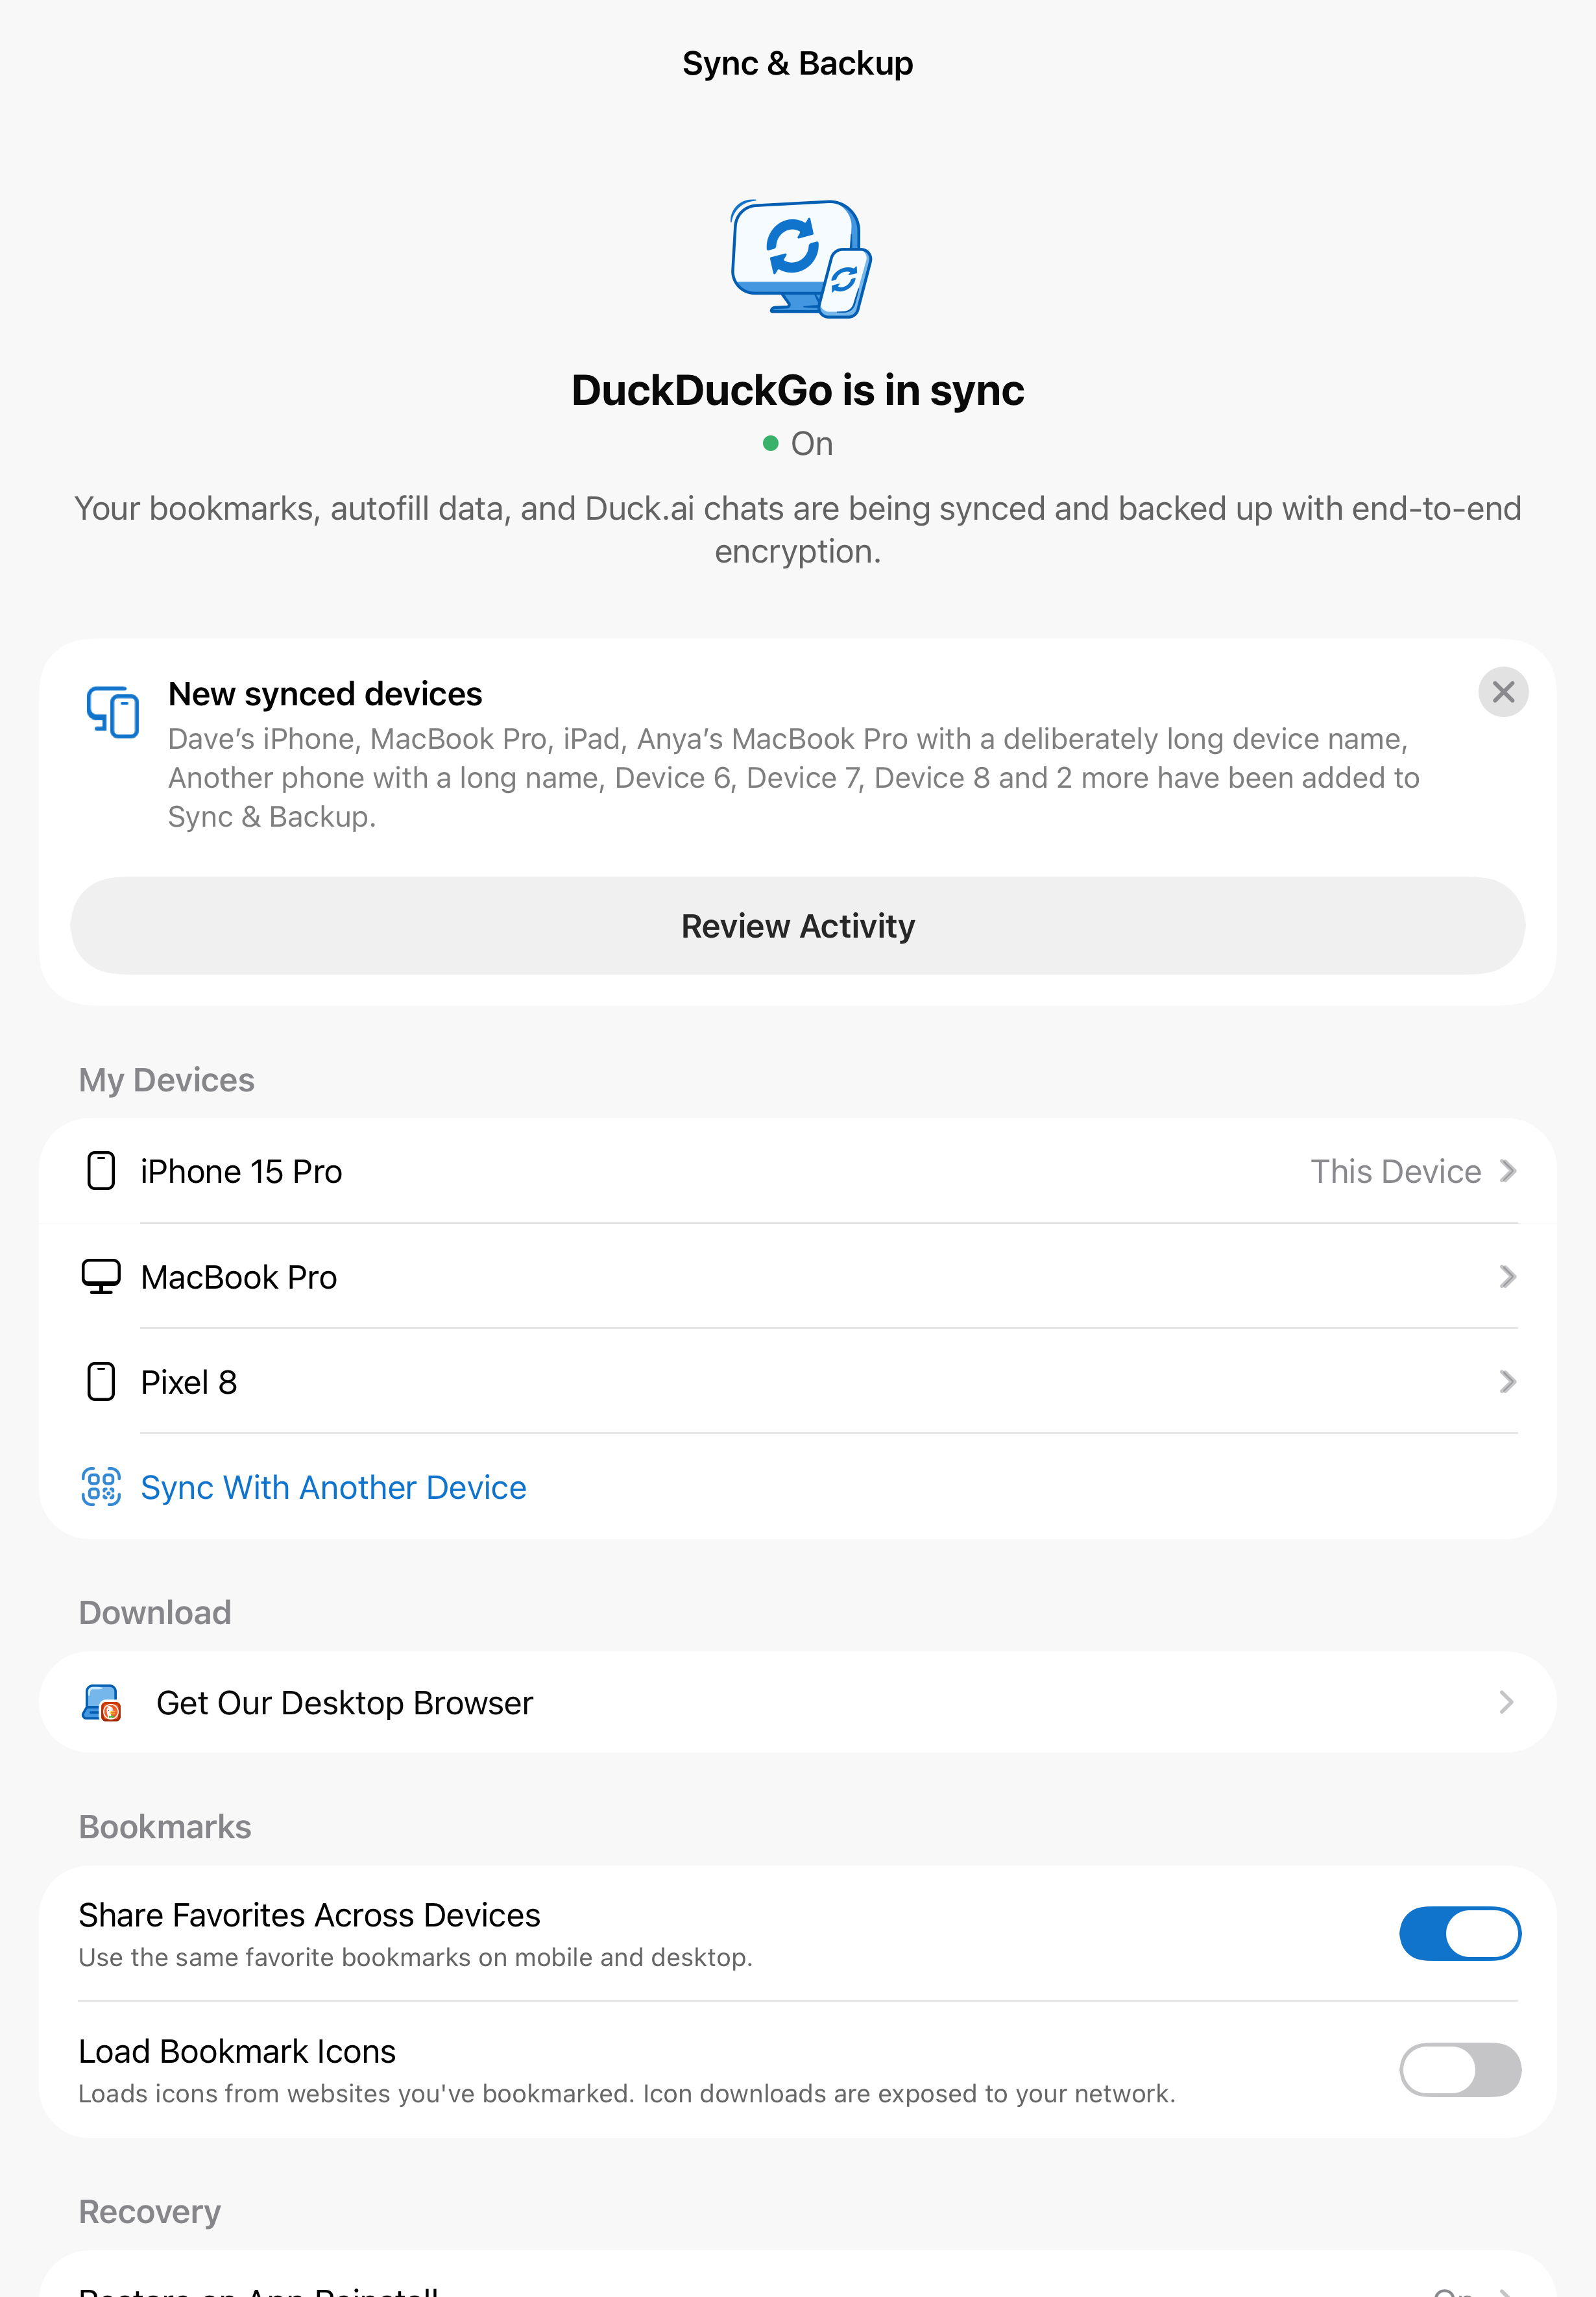 Sync & Backup
DuckDuckGo is in sync
On
Your bookmarks, autofill data, and Duck.ai chats are being synced and backed up with end-to-end
encryption.
New synced devices
Dave’s iPhone, MacBook Pro, iPad, Anya’s MacBook Pro with a deliberately long device name,
Another phone with a long name, Device 6, Device 7, Device 8 and 2 more have been added to
Sync & Backup.
Review Activity
My Devices
iPhone 15 Pro This Device
MacBook Pro
Pixel 8
Sync With Another Device
Download
Get Our Desktop Browser
Bookmarks
Share Favorites Across Devices
Use the same favorite bookmarks on mobile and desktop.
Load Bookmark Icons
Loads icons from websites you've bookmarked. Icon downloads are exposed to your network.
Recovery
Restore on App Reinstall On